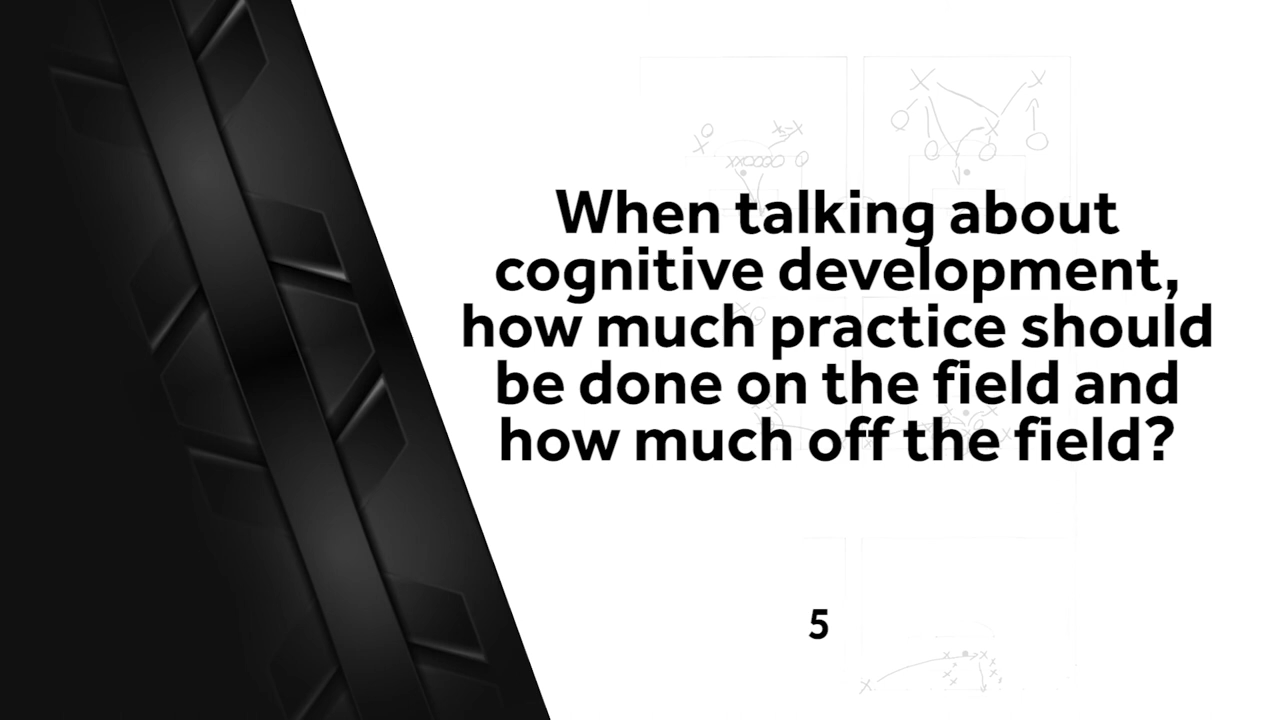 When talking about
cognitive development,
how much practice should
be done on the field and
how much off the field?
5